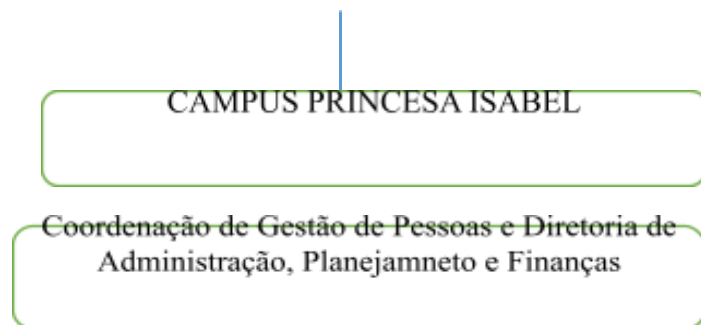 CAMPUS PRINCESA ISABEL
Coordenação de Gestão de Pessoas e Diretoria de
Administração, Planejamneto e Finanças